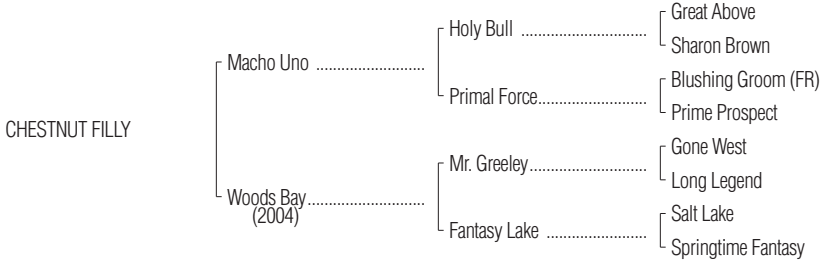 Great Above
Holy Bull ..............................
Sharon Brown
Macho Uno ..........................
Blushing Groom (FR)
Primal Force..........................
Prime Prospect
CHESTNUT FILLY
Gone West
Mr. Greeley............................
Long Legend
Woods Bay............................
(2004)
Salt Lake
Fantasy Lake ........................
Springtime Fantasy